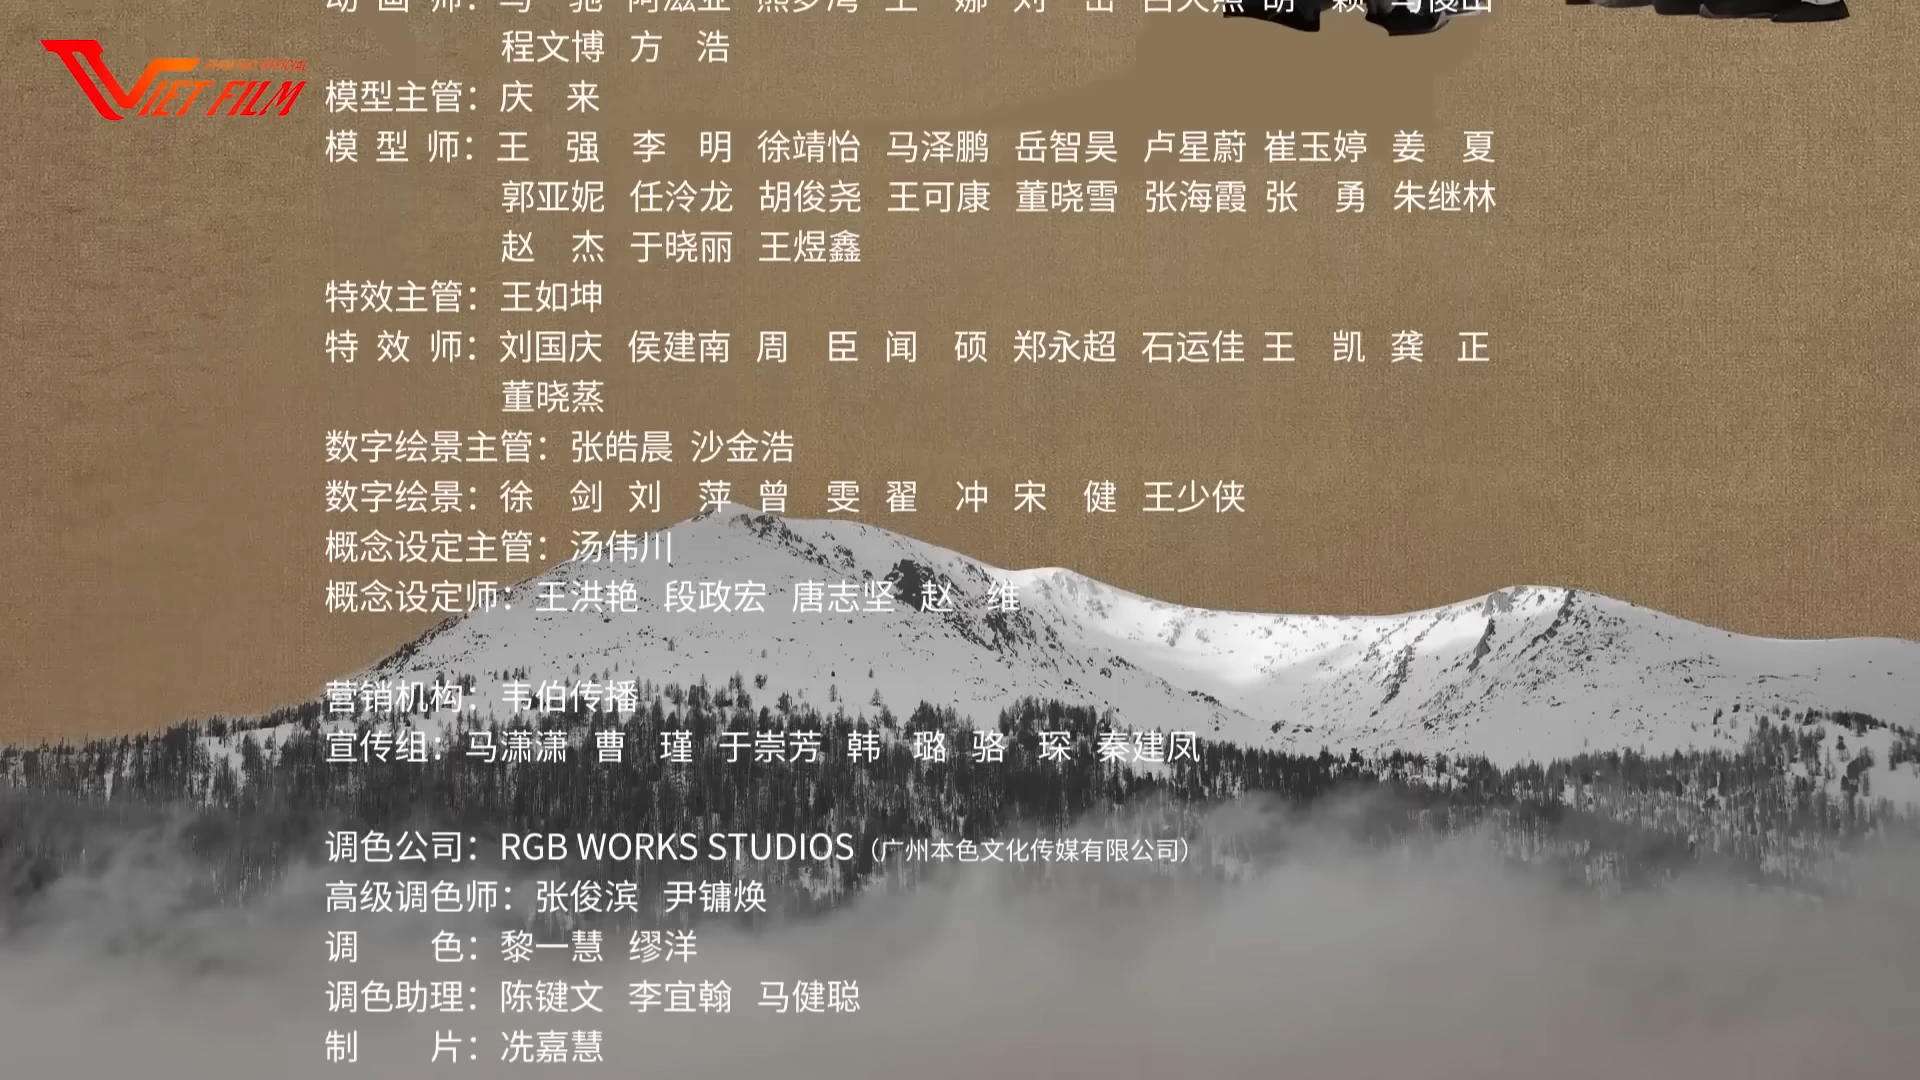 程文博 方 浩
VIET FILM
模型主管：庆 来
模 型 师：王 强 李 明 徐靖怡 马泽鹏 岳智昊 卢星蔚 崔玉婷 姜 夏
郭亚妮 任泠龙 胡俊尧 王可康 董晓雪 张海霞 张 勇 朱继林
赵 杰 于晓丽 王煜鑫
特效主管：王如坤
特 效 师：刘国庆 侯建南 周 臣 闻 硕 郑永超 石运佳 王 凯 龚 正
董晓蒸
数字绘景主管：张皓晨 沙金浩
数字绘景：徐 剑 刘 萍 曾 雯 翟 冲 宋 健 王少侠
概念设定主管：汤伟川
概念设定师：王洪艳 段政宏 唐志坚 赵 维
营销机构：韦伯传播
宣传组：马潇潇 曹 瑾 于崇芳 韩 璐 骆 琛 秦建凤
调色公司：RGB WORKS STUDIOS（广州本色文化传媒有限公司）
高级调色师：张俊滨 尹镛焕
调 色：黎一慧 缪洋
调色助理：陈键文 李宜翰 马健聪
制 片：冼嘉慧